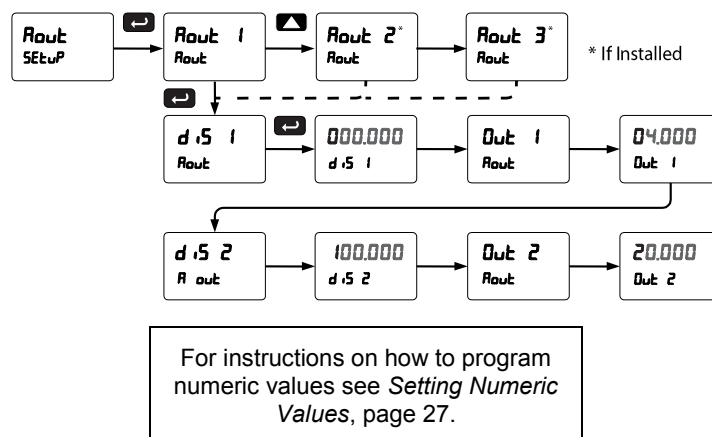 Aout
SEtuP
Aout 1
Aout
Aout 2*
Aout
Aout 3*
Aout
* If Installed
diS 1
Aout
000.000
diS 1
Out 1
Aout
04.000
Out 1
diS 2
A out
100.000
diS 2
Out 2
Aout
20.000
Out 2
For instructions on how to program
numeric values see Setting Numeric
Values, page 27.